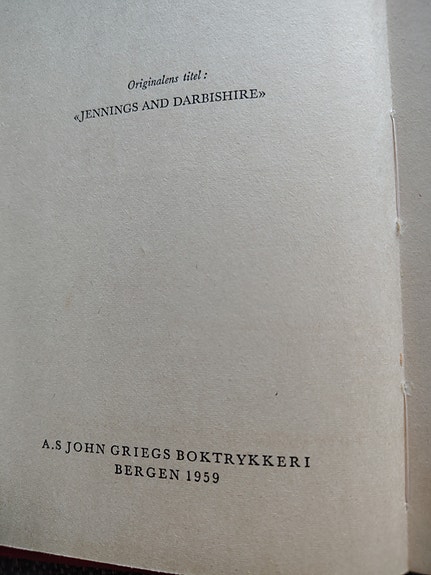 Originalens titel:
«JENNINGS AND DARBISHIRE»
A.S JOHN GRIEGS BOKTRYKKERI
BERGEN 1959